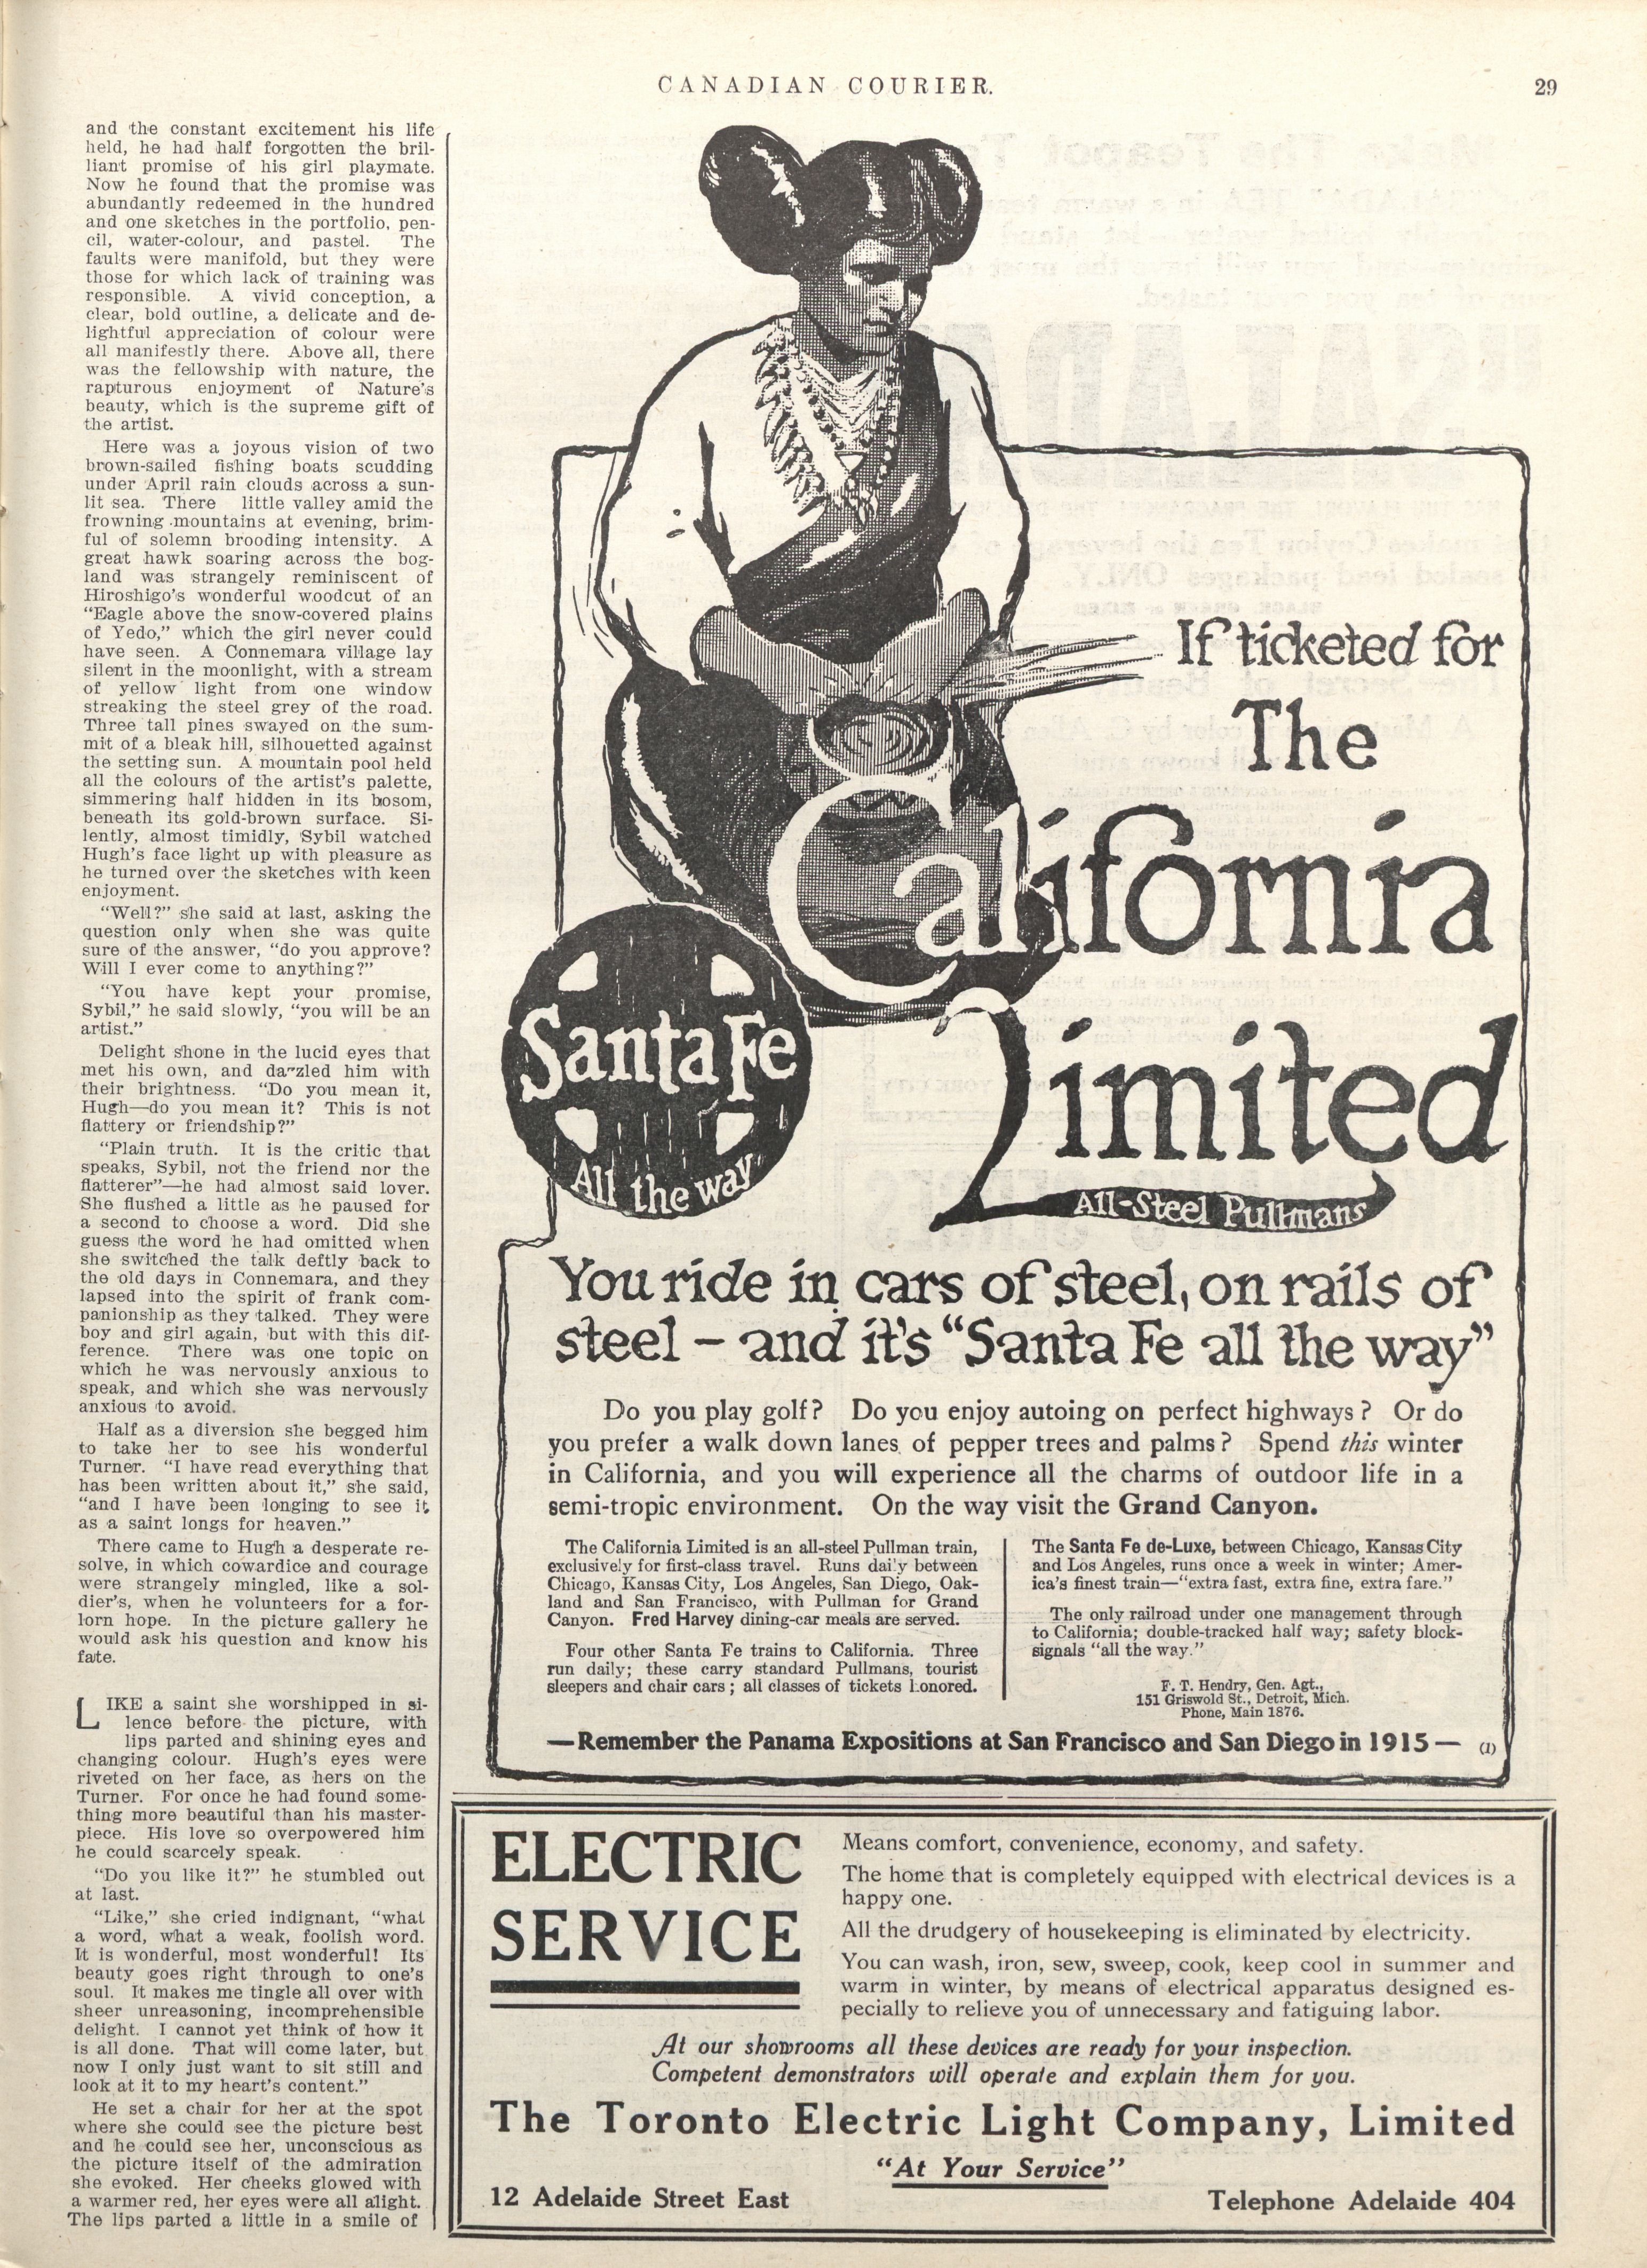 CANADIAN COURIER.
29
and the constant excitement his life
held, he had half forgotten the bril-
liant promise of his girl playmate.
Now he found that the promise was
abundantly redeemed in the hundred
and one sketches in the portfolio, pen-
cil, water-colour, and pastel. The
faults were manifold, but they were
those for which lack of training was
responsible. A vivid conception, a
clear, bold outline, a delicate and de-
lightful appreciation of colour were
all manifestly there. Above all, there
was the fellowship with nature, the
rapturous enjoyment of Nature's
beauty, which is the supreme gift of
the artist.
Here was a joyous vision of two
brown-sailed fishing boats scudding
under April rain clouds across a sun-
lit sea. There little valley amid the
frowning mountains at evening, brim-
ful of solemn brooding intensity. A
great hawk soaring across the bog-
land was strangely reminiscent of
Hiroshigo's wonderful woodcut of an
"Eagle above the snow-covered plains
of Yedo," which the girl never could
have seen. A Connemara village lay
silent in the moonlight, with a stream
of yellow light from one window
streaking the steel grey of the road.
Three tall pines swayed on the sum-
mit of a bleak hill, silhouetted against
the setting sun. A mountain pool held
all the colours of the artist's palette,
simmering half hidden in its bosom,
beneath its gold-brown surface. Si-
lently, almost timidly, Sybil watched
Hugh's face light up with pleasure as
he turned over the sketches with keen
enjoyment.
"Well?" she said at last, asking the
question only when she was quite
sure of the answer, "do you approve?
Will I ever come to anything?"
"You have kept your promise,
Sybil," he said slowly, "you will be an
artist."
Delight shone in the lucid eyes that
met his own, and dazzled him with
their brightness. "Do you mean it,
Hugh—do you mean it? This is not
flattery or friendship?"
"Plain truth. It is the critic that
speaks, Sybil, not the friend nor the
flatterer"—he had almost said lover.
She flushed a little as he paused for
a second to choose a word. Did she
guess the word he had omitted when
she switched the talk deftly back to
the old days in Connemara, and they
lapsed into the spirit of frank com-
panionship as they talked. They were
boy and girl again, but with this dif-
ference. There was one topic on
which he was nervously anxious to
speak, and which she was nervously
anxious to avoid.
Half as a diversion she begged him
to take her to see his wonderful
Turner. "I have read everything that
has been written about it," she said,
"and I have been longing to see it
as a saint longs for heaven."
There came to Hugh a desperate re-
solve, in which cowardice and courage
were strangely mingled, like a sol-
dier's, when he volunteers for a for-
lorn hope. In the picture gallery he
would ask his question and know his
fate.
LIKE a saint she worshipped in si-
lence before the picture, with
lips parted and shining eyes and
changing colour. Hugh's eyes were
riveted on her face, as hers on the
Turner. For once he had found some-
thing more beautiful than his master-
piece. His love so overpowered him
he could scarcely speak.
"Do you like it?" he stumbled out
at last.
"Like," she cried indignant, "what
a word, what a weak, foolish word.
It is wonderful, most wonderful! Its
beauty goes right through to one's
soul. It makes me tingle all over with
sheer unreasoning, incomprehensible
delight. I cannot yet think of how it
is all done. That will come later, but
now I only just want to sit still and
look at it to my heart's content."
He set a chair for her at the spot
where she could see the picture best
and he could see her, unconscious as
the picture itself of the admiration
she evoked. Her cheeks glowed with
a warmer red, her eyes were all alight.
The lips parted a little in a smile of
If ticketed for
The
California
Limited
All-Steel Pullmans
Santa Fe
All the way
You ride in cars of steel, on rails of
steel – and it's "Santa Fe all the way"
Do you play golf? Do you enjoy autoing on perfect highways? Or do
you prefer a walk down lanes of pepper trees and palms? Spend this winter
in California, and you will experience all the charms of outdoor life in a
semi-tropic environment. On the way visit the Grand Canyon.
The California Limited is an all-steel Pullman train,
exclusively for first-class travel. Runs daily between
Chicago, Kansas City, Los Angeles, San Diego, Oak-
land and San Francisco, with Pullman for Grand
Canyon. Fred Harvey dining-car meals are served.
Four other Santa Fe trains to California. Three
run daily; these carry standard Pullmans, tourist
sleepers and chair cars; all classes of tickets honored.
The Santa Fe de-Luxe, between Chicago, Kansas City
and Los Angeles, runs once a week in winter; Amer-
ica's finest train—"extra fast, extra fine, extra fare."
The only railroad under one management through
to California; double-tracked half way; safety block-
signals "all the way."
F. T. Hendry, Gen. Agt.,
151 Griswold St., Detroit, Mich.
Phone, Main 1876.
—Remember the Panama Expositions at San Francisco and San Diego in 1915— (1)
ELECTRIC
SERVICE
Means comfort, convenience, economy, and safety.
The home that is completely equipped with electrical devices is a
happy one.
All the drudgery of housekeeping is eliminated by electricity.
You can wash, iron, sew, sweep, cook, keep cool in summer and
warm in winter, by means of electrical apparatus designed es-
pecially to relieve you of unnecessary and fatiguing labor.
At our showrooms all these devices are ready for your inspection.
Competent demonstrators will operate and explain them for you.
The Toronto Electric Light Company, Limited
"At Your Service"
12 Adelaide Street East
Telephone Adelaide 404